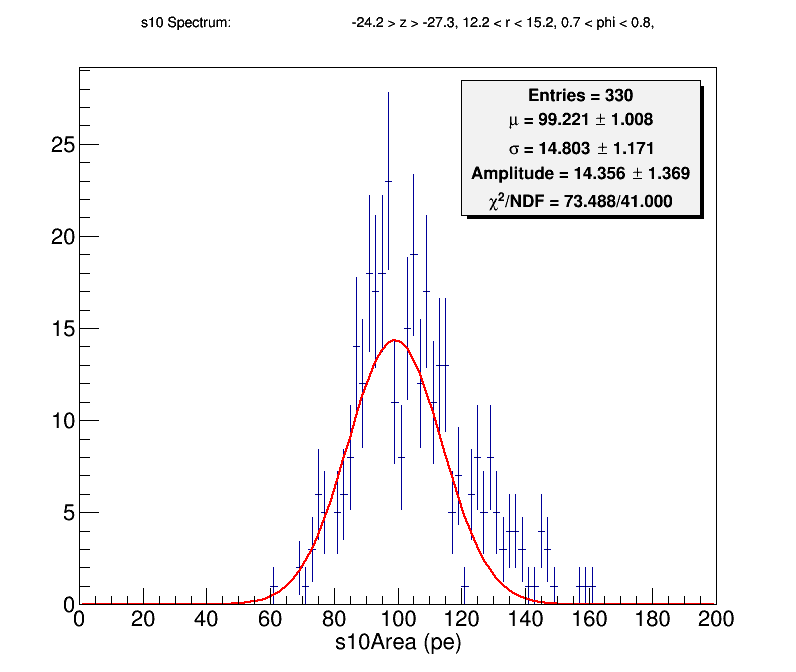 s10 Spectrum: -24.2 > z > -27.3, 12.2 < r < 15.2, 0.7 < phi < 0.8,
Entries = 330
μ = 99.221 ± 1.008
σ = 14.803 ± 1.171
Amplitude = 14.356 ± 1.369
χ²/NDF = 73.488/41.000
25
20
15
10
5
0
0 20 40 60 80 100 120 140 160 180 200
s10Area (pe)